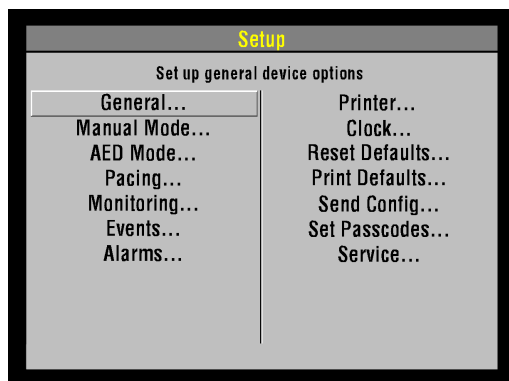 Setup
Set up general device options
General...
Manual Mode...
AED Mode...
Pacing...
Monitoring...
Events...
Alarms...
Printer...
Clock...
Reset Defaults...
Print Defaults...
Send Config...
Set Passcodes...
Service...